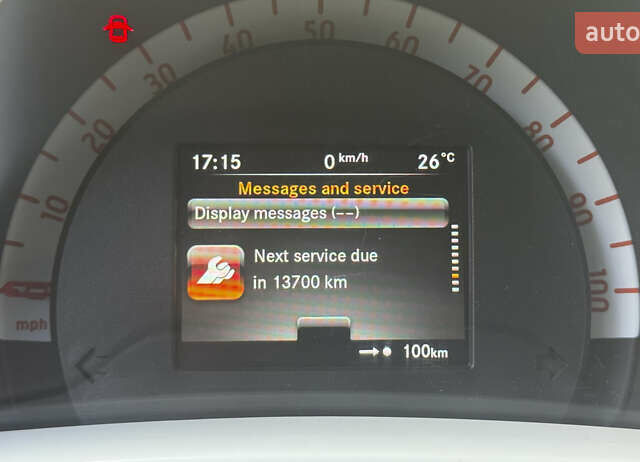 auto
50
40
60
30
70
20
80
10
90
100
mph
17:15 0 km/h 26°C
Messages and service
Display messages (--)
Next service due
in 13700 km
100km